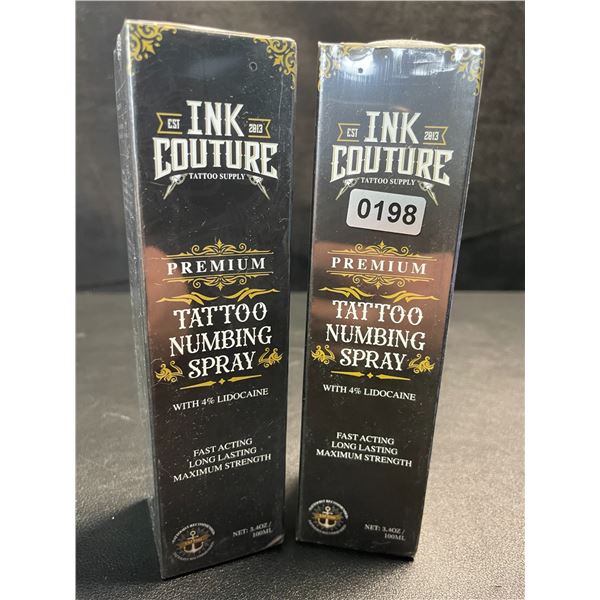 EST INK 2013
COUTURE
TATTOO SUPPLY
PREMIUM
TATTOO
NUMBING
SPRAY
WITH 4% LIDOCAINE
FAST ACTING
LONG LASTING
MAXIMUM STRENGTH
NET: 3.4OZ /
100ML
EST INK 2013
COUTURE
TATTOO SUPPLY
0198
PREMIUM
TATTOO
NUMBING
SPRAY
WITH 4% LIDOCAINE
FAST ACTING
LONG LASTING
MAXIMUM STRENGTH
NET: 3.4OZ /
100ML